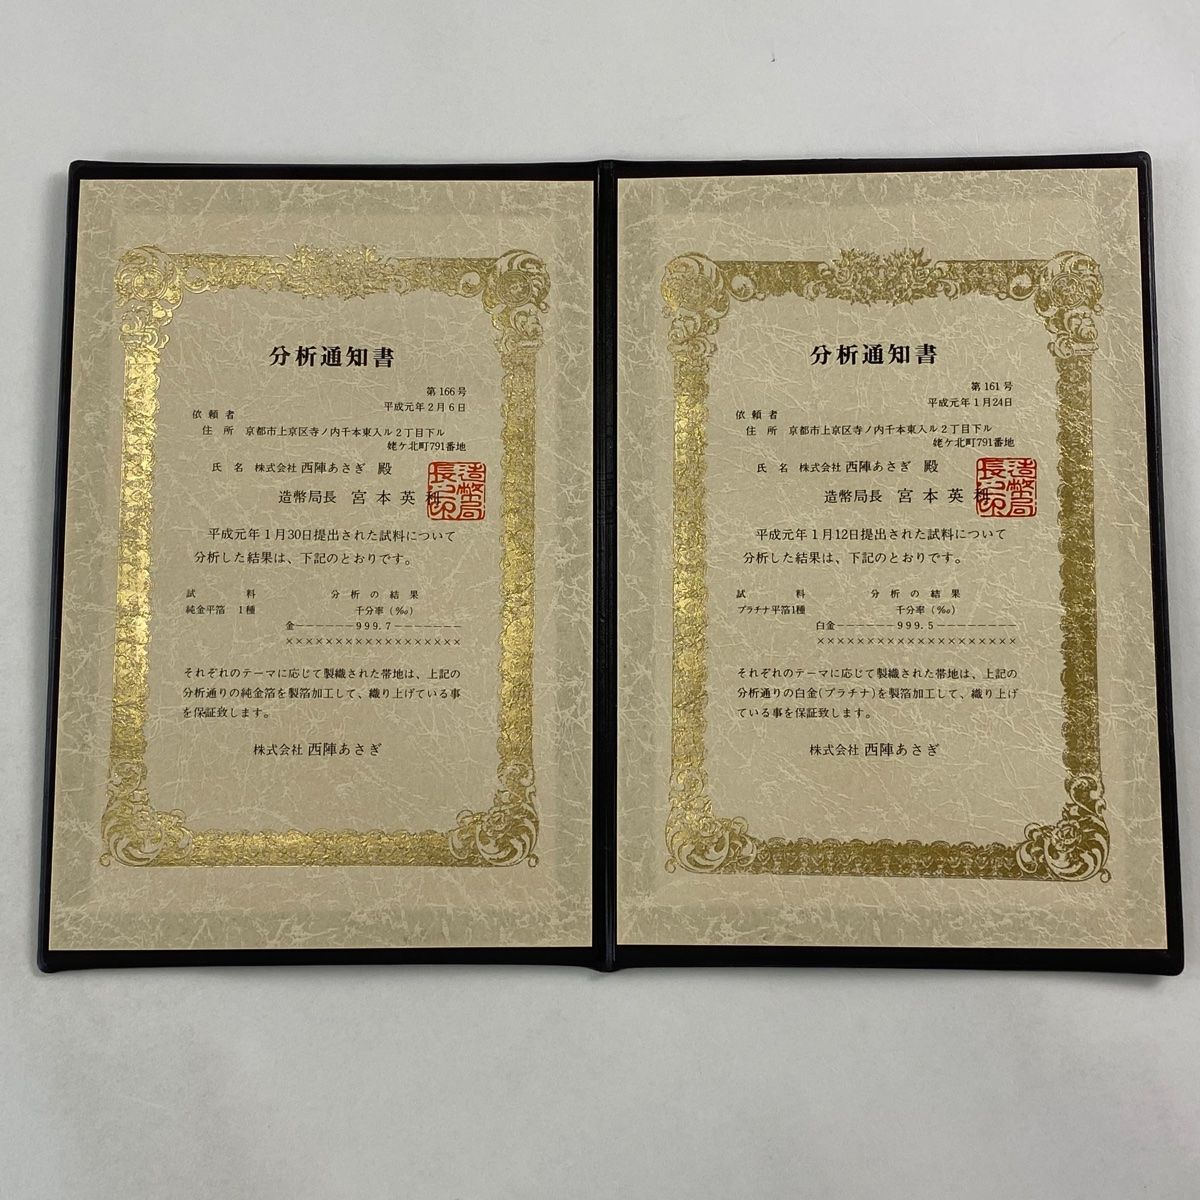 分析通知書
第166号
平成元年2月6日
依頼者
住所 京都市上京区寺ノ内千本東入ル2丁目下ル
姥ケ北町791番地
氏名 株式会社 西陣あさぎ 殿
造幣局長 宮本英利
造幣局長之印
平成元年1月30日提出された試料について
分析した結果は、下記のとおりです。
試料 分析の結果
純金平箔 1種 千分率(‰)
金――――――999.7―――――――
××××××××××××××××××
それぞれのテーマに応じて製織された帯地は、上記の
分析通りの純金箔を製箔加工して、織り上げている事
を保証致します。
株式会社 西陣あさぎ
分析通知書
第161号
平成元年1月24日
依頼者
住所 京都市上京区寺ノ内千本東入ル2丁目下ル
姥ケ北町791番地
氏名 株式会社 西陣あさぎ 殿
造幣局長 宮本英利
造幣局長之印
平成元年1月12日提出された試料について
分析した結果は、下記のとおりです。
試料 分析の結果
プラチナ平箔1種 千分率(‰)
白金――――――999.5――――――――
××××××××××××××××××××
それぞれのテーマに応じて製織された帯地は、上記の
分析通りの白金(プラチナ)を製箔加工して、織り上げ
ている事を保証致します。
株式会社 西陣あさぎ